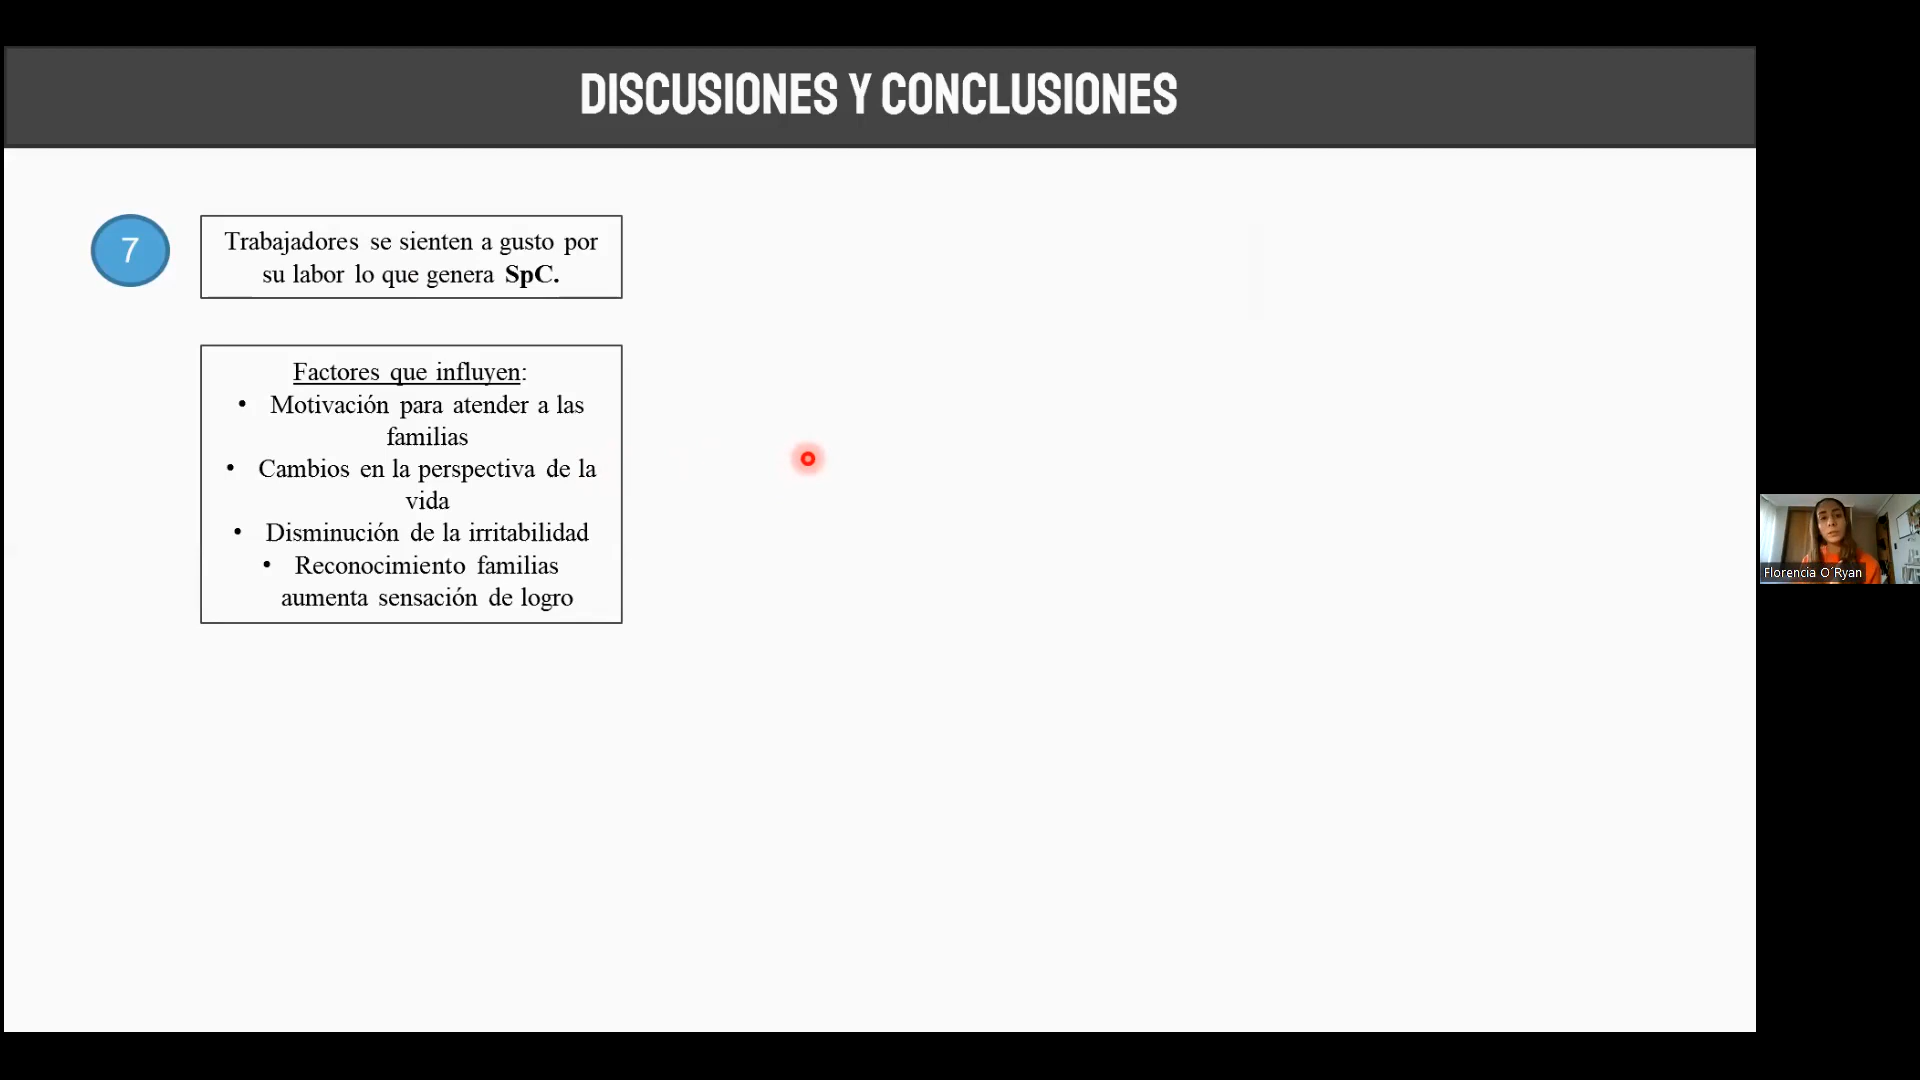 DISCUSIONES Y CONCLUSIONES
7
Trabajadores se sienten a gusto por
su labor lo que genera SpC.
Factores que influyen:
• Motivación para atender a las
familias
• Cambios en la perspectiva de la
vida
• Disminución de la irritabilidad
• Reconocimiento familias
aumenta sensación de logro
Florencia O´Ryan